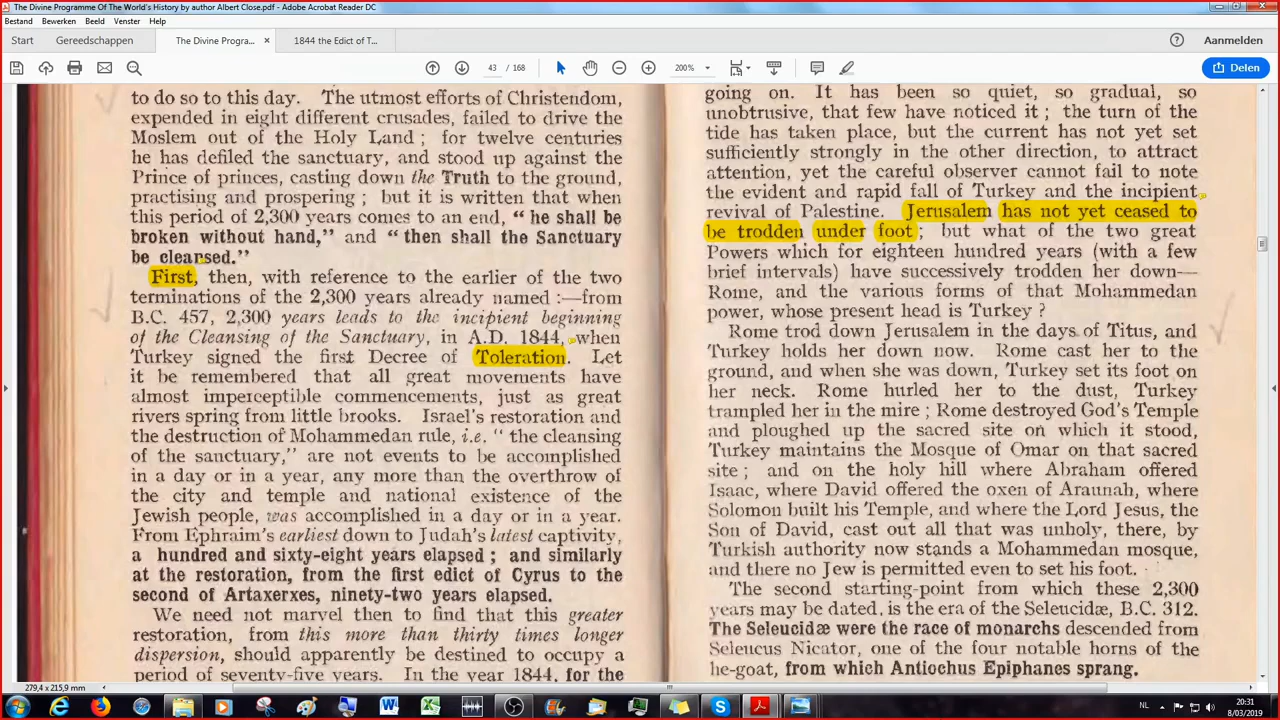 The Divine Programme Of The World's History by author Albert Close.pdf - Adobe Acrobat Reader DC
Bestand Bewerken Beeld Venster Help
Start Gereedschappen The Divine Progra... × 1844 the Edict of T... Aanmelden
43 / 168 200% Delen
to do so to this day. The utmost efforts of Christendom,
expended in eight different crusades, failed to drive the
Moslem out of the Holy Land ; for twelve centuries
he has defiled the sanctuary, and stood up against the
Prince of princes, casting down the Truth to the ground,
practising and prospering ; but it is written that when
this period of 2,300 years comes to an end, " he shall be
broken without hand," and " then shall the Sanctuary
be cleansed."
First, then, with reference to the earlier of the two
terminations of the 2,300 years already named :—from
B.C. 457, 2,300 years leads to the incipient beginning
of the Cleansing of the Sanctuary, in A.D. 1844, when
Turkey signed the first Decree of Toleration. Let
it be remembered that all great movements have
almost imperceptible commencements, just as great
rivers spring from little brooks. Israel's restoration and
the destruction of Mohammedan rule, i.e. " the cleansing
of the sanctuary," are not events to be accomplished
in a day or in a year, any more than the overthrow of
the city and temple and national existence of the
Jewish people, was accomplished in a day or in a year.
From Ephraim's earliest down to Judah's latest captivity,
a hundred and sixty-eight years elapsed ; and similarly
at the restoration, from the first edict of Cyrus to the
second of Artaxerxes, ninety-two years elapsed.
We need not marvel then to find that this greater
restoration, from this more than thirty times longer
dispersion, should apparently be destined to occupy a
period of seventy-five years. In the year 1844, for the
going on. It has been so quiet, so gradual, so
unobtrusive, that few have noticed it ; the turn of the
tide has taken place, but the current has not yet set
sufficiently strongly in the other direction, to attract
attention, yet the careful observer cannot fail to note
the evident and rapid fall of Turkey and the incipient
revival of Palestine. Jerusalem has not yet ceased to
be trodden under foot ; but what of the two great
Powers which for eighteen hundred years (with a few
brief intervals) have successively trodden her down—
Rome, and the various forms of that Mohammedan
power, whose present head is Turkey ?
Rome trod down Jerusalem in the days of Titus, and
Turkey holds her down now. Rome cast her to the
ground, and when she was down, Turkey set its foot on
her neck. Rome hurled her to the dust, Turkey
trampled her in the mire ; Rome destroyed God's Temple
and ploughed up the sacred site on which it stood,
Turkey maintains the Mosque of Omar on that sacred
site ; and on the holy hill where Abraham offered
Isaac, where David offered the oxen of Araunah, where
Solomon built his Temple, and where the Lord Jesus, the
Son of David, cast out all that was unholy, there, by
Turkish authority now stands a Mohammedan mosque,
and there no Jew is permitted even to set his foot.
The second starting-point from which these 2,300
years may be dated, is the era of the Seleucidæ, B.C. 312.
The Seleucidæ were the race of monarchs descended from
Seleucus Nicator, one of the four notable horns of the
he-goat, from which Antiochus Epiphanes sprang.
279,4 x 215,9 mm
NL 20:31
8/03/2019